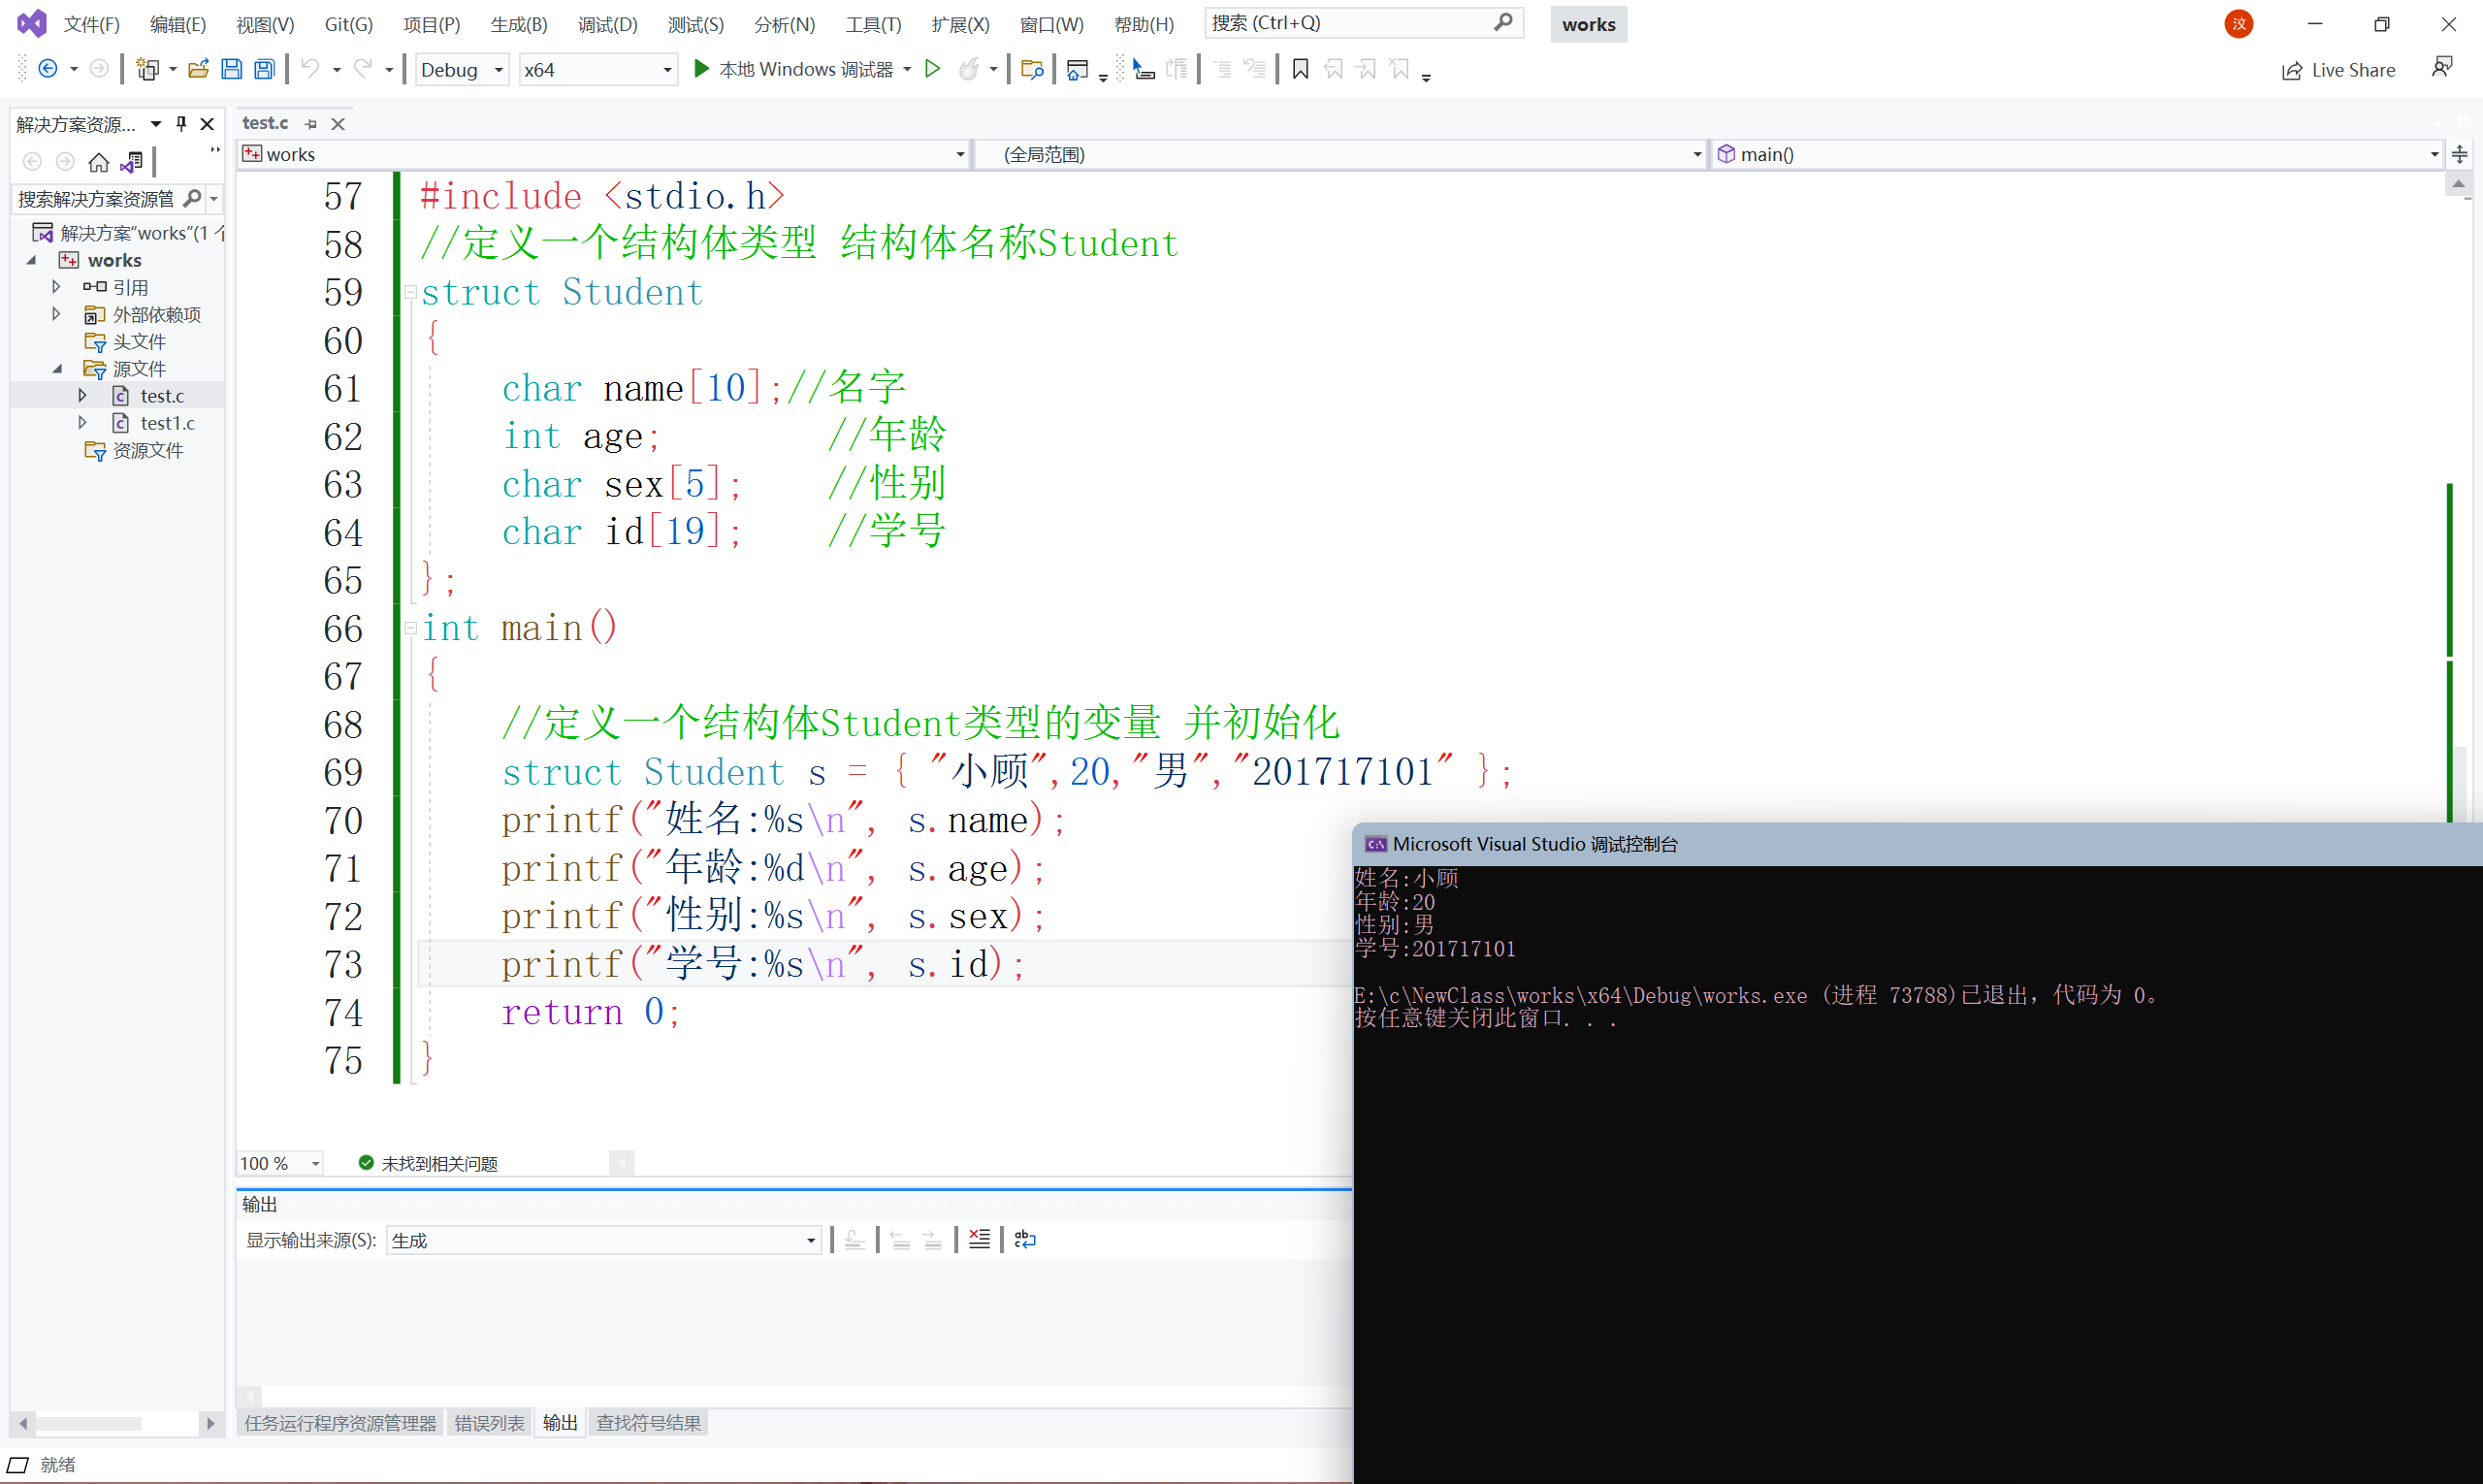 文件(F) 编辑(E) 视图(V) Git(G) 项目(P) 生成(B) 调试(D) 测试(S) 分析(N) 工具(T) 扩展(X) 窗口(W) 帮助(H) 搜索 (Ctrl+Q) works 汶
Debug x64 本地 Windows 调试器 Live Share
解决方案资源...
搜索解决方案资源管
解决方案"works"(1 个
works
引用
外部依赖项
头文件
源文件
test.c
test1.c
资源文件
test.c
works (全局范围) main()
57 #include <stdio.h>
58 //定义一个结构体类型 结构体名称Student
59 struct Student
60 {
61 char name[10];//名字
62 int age; //年龄
63 char sex[5]; //性别
64 char id[19]; //学号
65 };
66 int main()
67 {
68 //定义一个结构体Student类型的变量 并初始化
69 struct Student s = { "小顾",20,"男","201717101" };
70 printf("姓名:%s\n", s.name);
71 printf("年龄:%d\n", s.age);
72 printf("性别:%s\n", s.sex);
73 printf("学号:%s\n", s.id);
74 return 0;
75 }
100 % 未找到相关问题
输出
显示输出来源(S): 生成
任务运行程序资源管理器 错误列表 输出 查找符号结果
就绪
Microsoft Visual Studio 调试控制台
姓名:小顾
年龄:20
性别:男
学号:201717101
E:\c\NewClass\works\x64\Debug\works.exe (进程 73788)已退出，代码为 0。
按任意键关闭此窗口. . .